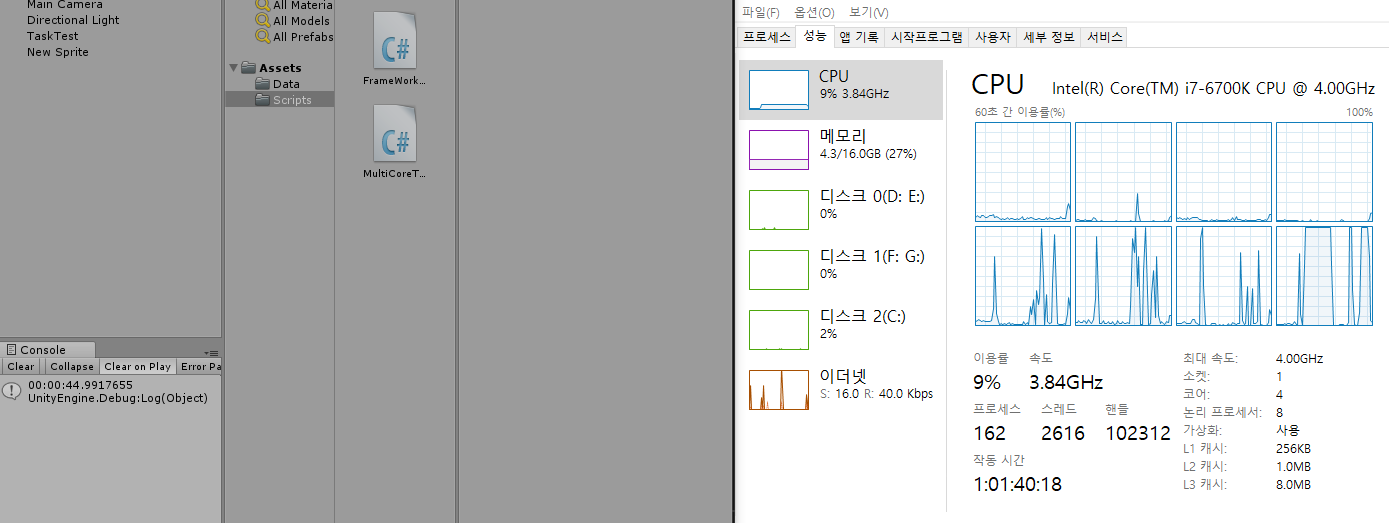 Main Camera
Directional Light
TaskTest
New Sprite
All Materia
All Models
All Prefabs
Assets
Data
Scripts
C#
FrameWork...
C#
MultiCoreT...
Console
Clear
Collapse
Clear on Play
Error Pa
00:00:44.9917655
UnityEngine.Debug:Log(Object)
파일(F) 옵션(O) 보기(V)
프로세스 성능 앱 기록 시작프로그램 사용자 세부 정보 서비스
CPU
9% 3.84GHz
메모리
4.3/16.0GB (27%)
디스크 0(D: E:)
0%
디스크 1(F: G:)
0%
디스크 2(C:)
2%
이더넷
S: 16.0 R: 40.0 Kbps
CPU Intel(R) Core(TM) i7-6700K CPU @ 4.00GHz
60초 간 이용률(%) 100%
이용률 속도
9% 3.84GHz
프로세스 스레드 핸들
162 2616 102312
작동 시간
1:01:40:18
최대 속도: 4.00GHz
소켓: 1
코어: 4
논리 프로세서: 8
가상화: 사용
L1 캐시: 256KB
L2 캐시: 1.0MB
L3 캐시: 8.0MB